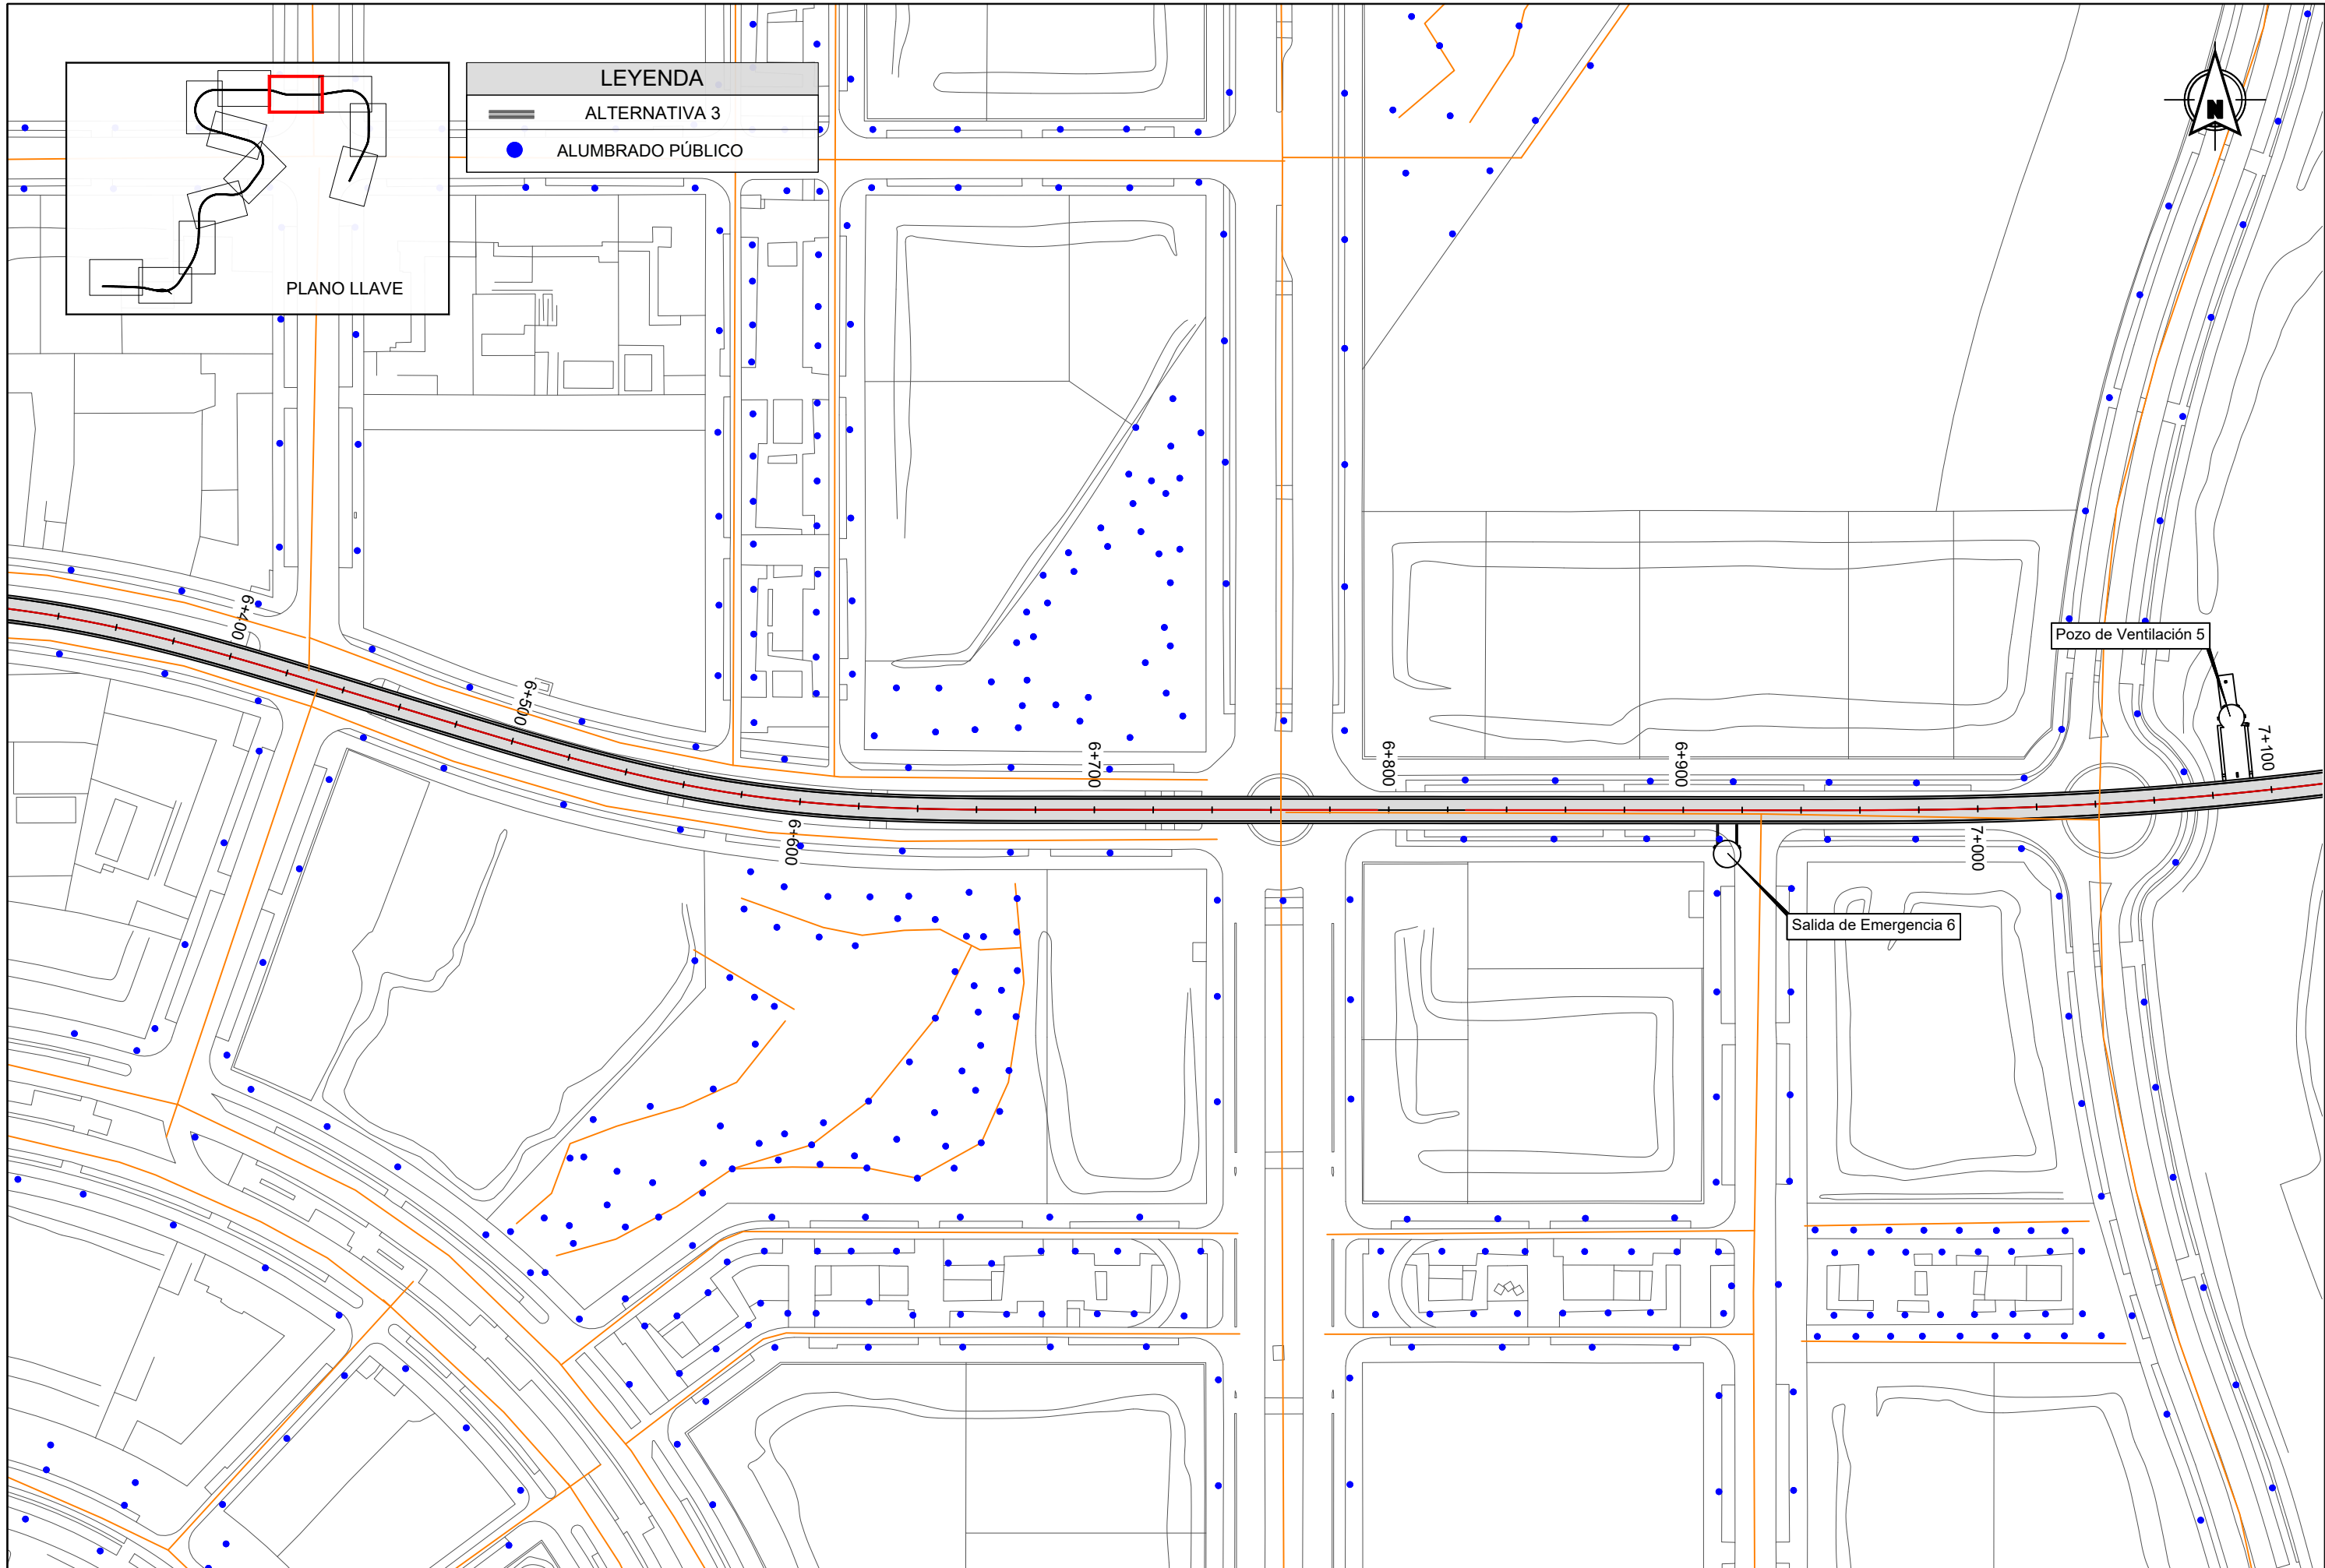 LEYENDA
ALTERNATIVA 3
ALUMBRADO PÚBLICO
N
PLANO LLAVE
6+400
6+500
6+600
6+700
6+800
6+900
7+000
7+100
Pozo de Ventilación 5
Salida de Emergencia 6